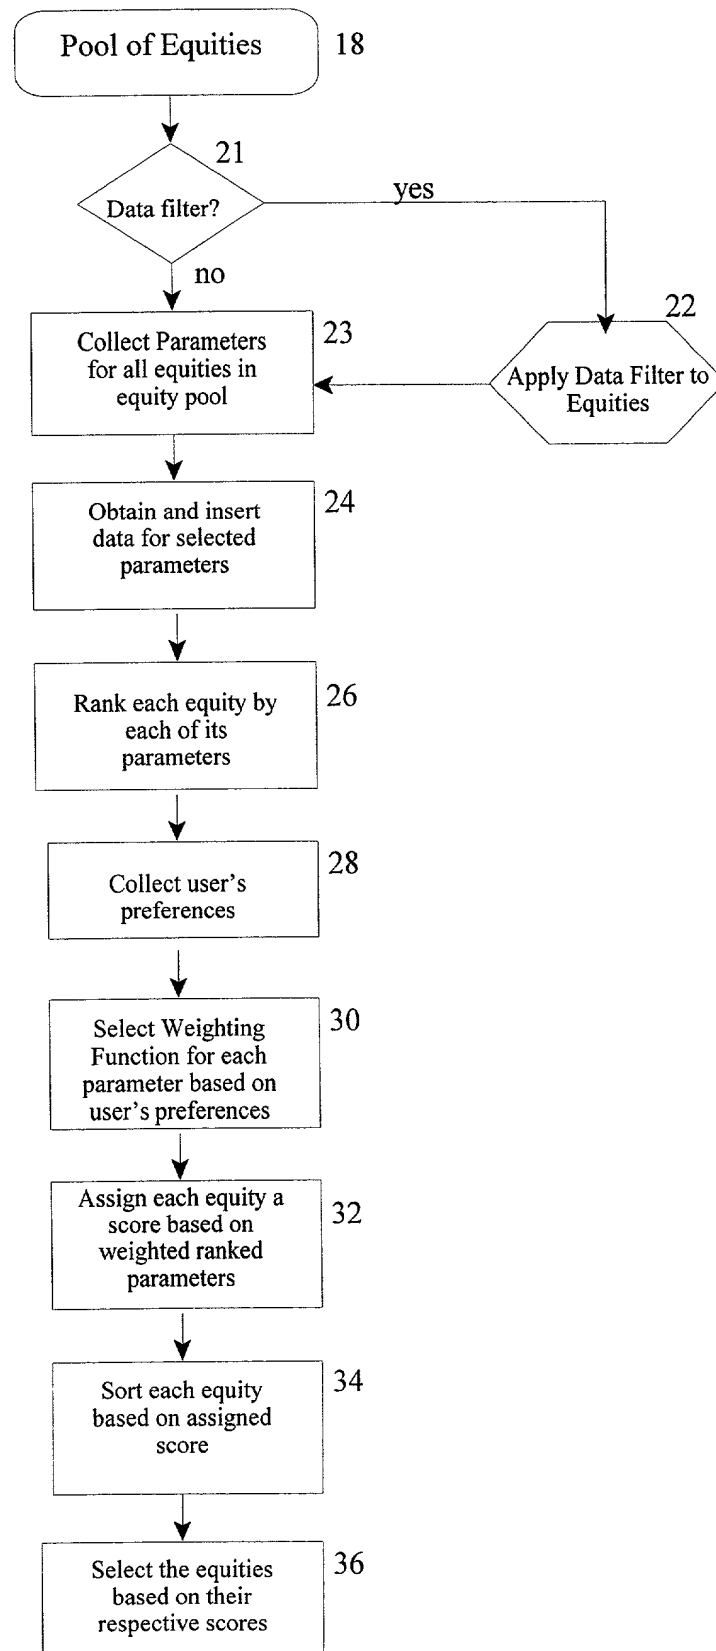 Pool of Equities
18
21
Data filter?
yes
no
22
Apply Data Filter to
Equities
23
Collect Parameters
for all equities in
equity pool
24
Obtain and insert
data for selected
parameters
26
Rank each equity by
each of its
parameters
28
Collect user's
preferences
30
Select Weighting
Function for each
parameter based on
user's preferences
32
Assign each equity a
score based on
weighted ranked
parameters
34
Sort each equity
based on assigned
score
36
Select the equities
based on their
respective scores